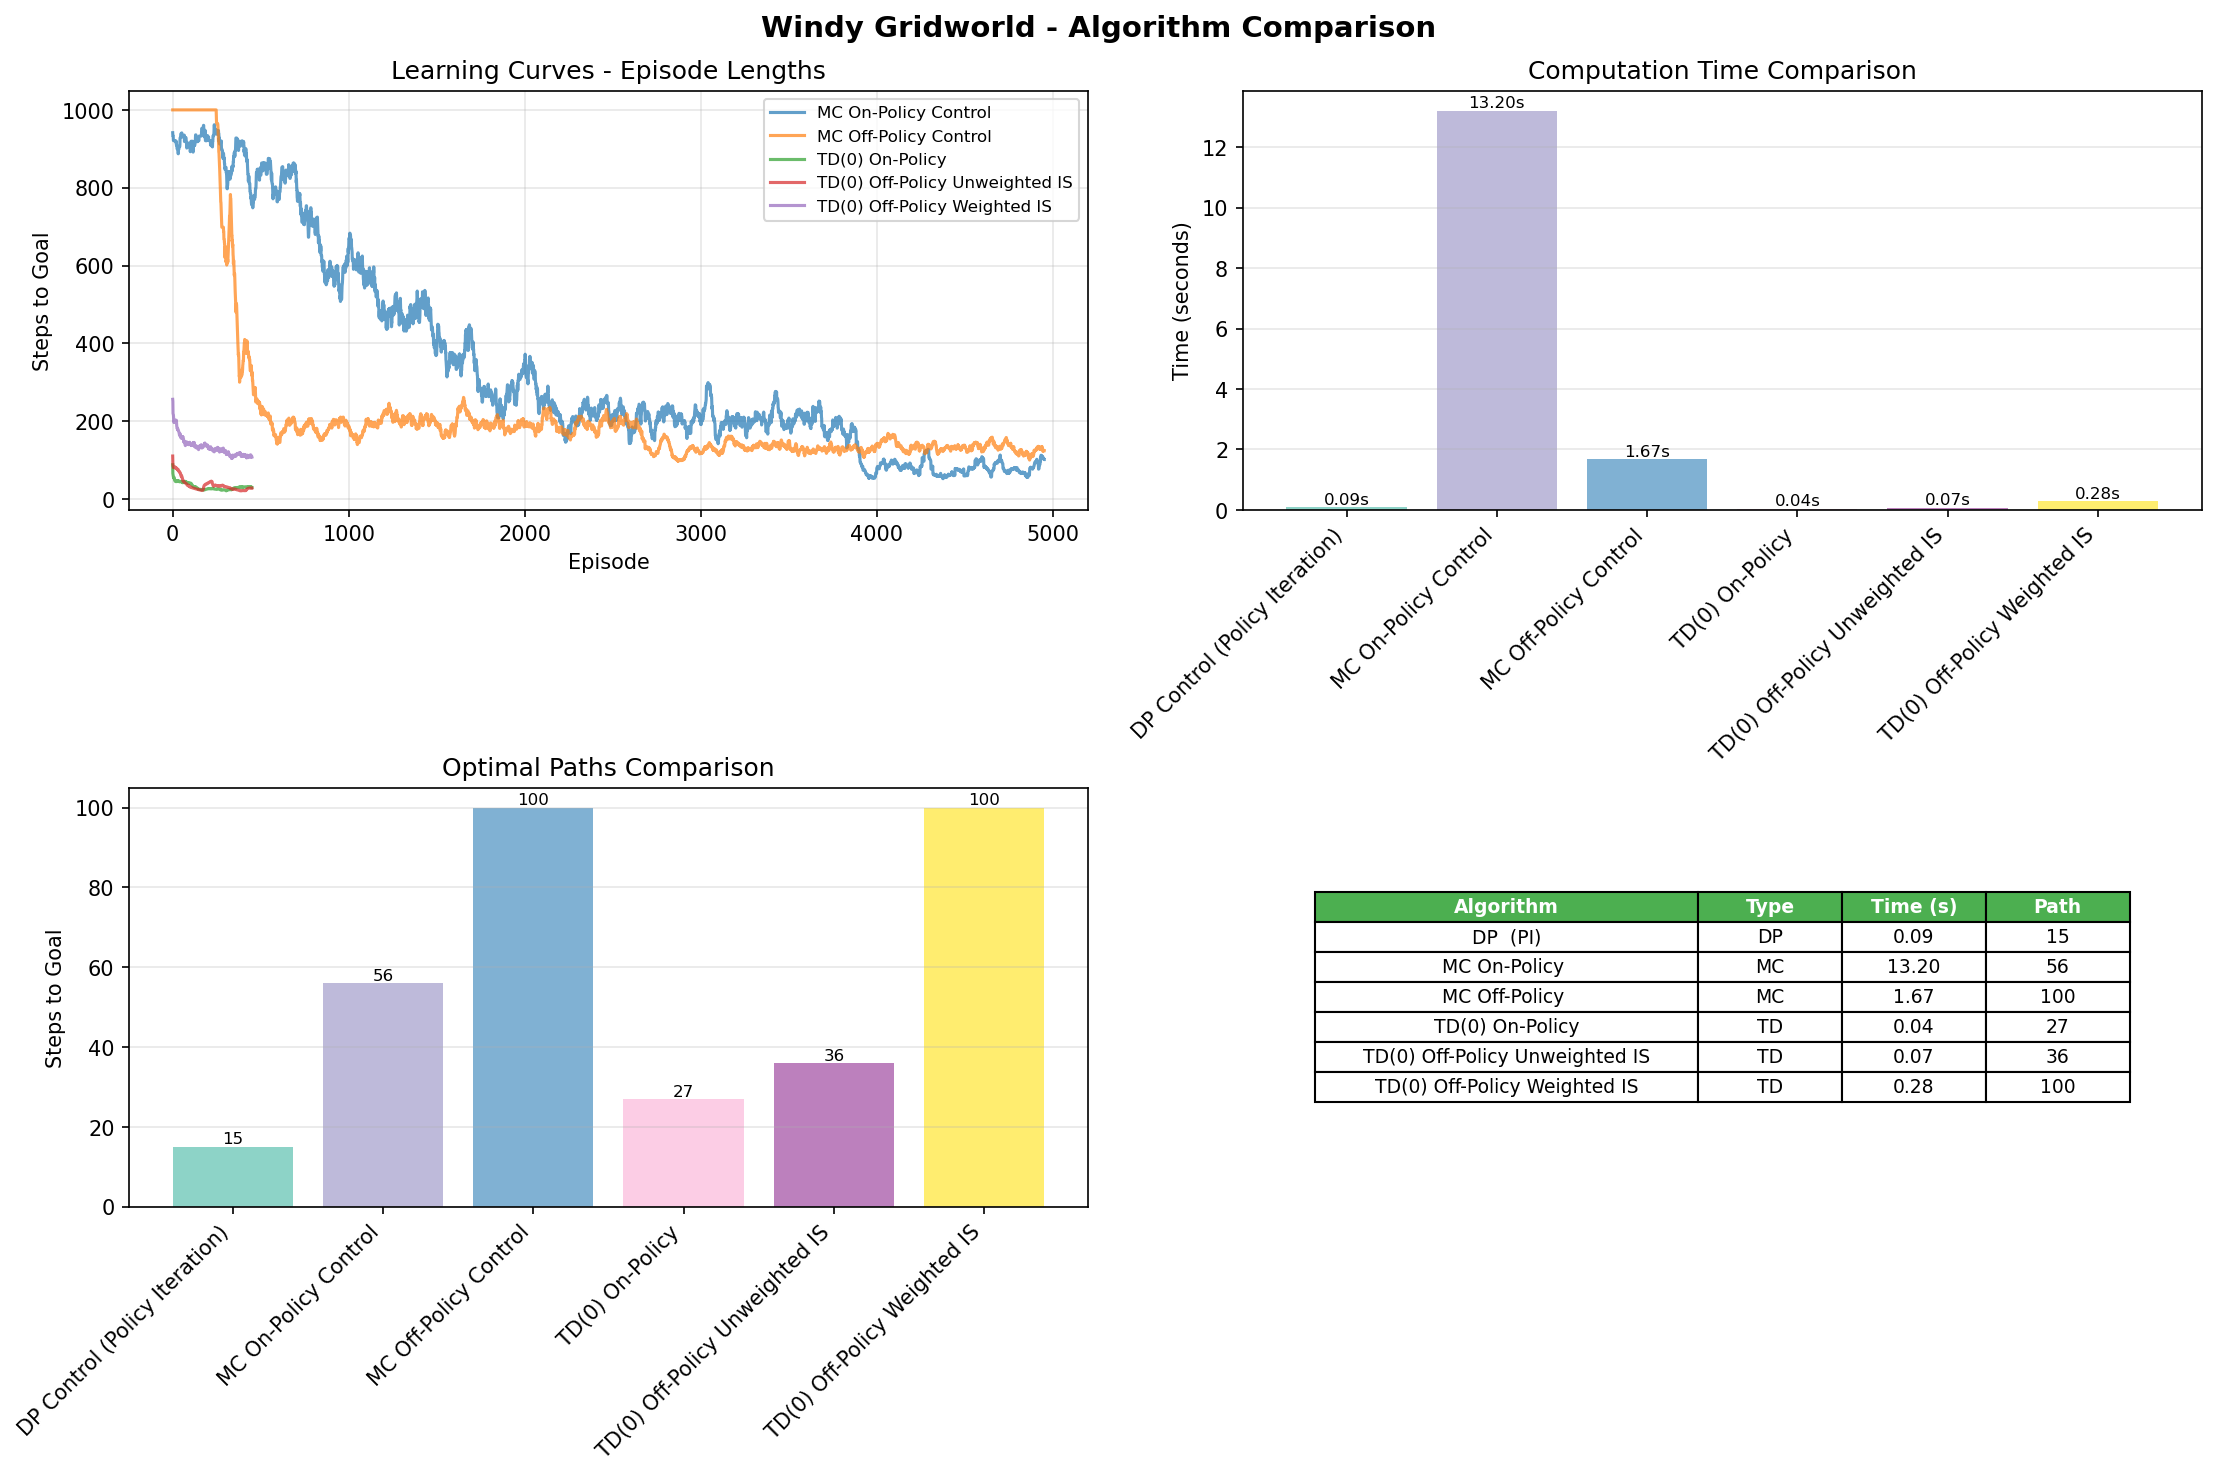 Windy Gridworld - Algorithm Comparison
Learning Curves - Episode Lengths
1000
800
600
400
200
0
Steps to Goal
0 1000 2000 3000 4000 5000
Episode
MC On-Policy Control
MC Off-Policy Control
TD(0) On-Policy
TD(0) Off-Policy Unweighted IS
TD(0) Off-Policy Weighted IS
Computation Time Comparison
12
10
8
6
4
2
0
Time (seconds)
0.09s
13.20s
1.67s
0.04s
0.07s
0.28s
DP Control (Policy Iteration)
MC On-Policy Control
MC Off-Policy Control
TD(0) On-Policy
TD(0) Off-Policy Unweighted IS
TD(0) Off-Policy Weighted IS
Optimal Paths Comparison
100
80
60
40
20
0
Steps to Goal
15
56
100
27
36
100
DP Control (Policy Iteration)
MC On-Policy Control
MC Off-Policy Control
TD(0) On-Policy
TD(0) Off-Policy Unweighted IS
TD(0) Off-Policy Weighted IS
Algorithm Type Time (s) Path
DP (PI) DP 0.09 15
MC On-Policy MC 13.20 56
MC Off-Policy MC 1.67 100
TD(0) On-Policy TD 0.04 27
TD(0) Off-Policy Unweighted IS TD 0.07 36
TD(0) Off-Policy Weighted IS TD 0.28 100